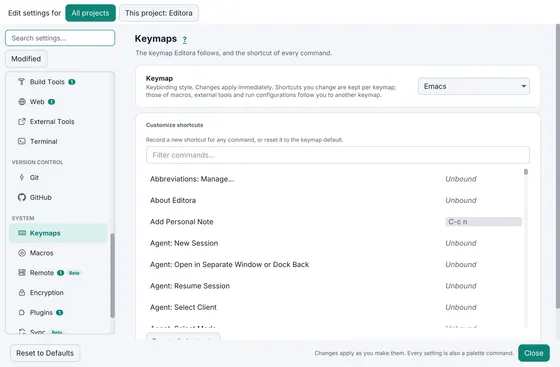 Edit settings for
All projects
This project: Editora
Search settings...
Modified
Build Tools 1
Web 1
External Tools
Terminal
VERSION CONTROL
Git
GitHub
SYSTEM
Keymaps
Macros
Remote 1 Beta
Encryption
Plugins 1
Sync Beta
Keymaps ?
The keymap Editora follows, and the shortcut of every command.
Keymap
Keybinding style. Changes apply immediately. Shortcuts you change are kept per keymap;
those of macros, external tools and run configurations follow you to another keymap.
Emacs
Customize shortcuts
Record a new shortcut for any command, or reset it to the keymap default.
Filter commands...
Abbreviations: Manage... Unbound
About Editora Unbound
Add Personal Note C-c n
Agent: New Session Unbound
Agent: Open in Separate Window or Dock Back Unbound
Agent: Resume Session Unbound
Agent: Select Client Unbound
Agent: Select Mode Unbound
Reset to Defaults
Changes apply as you make them. Every setting is also a palette command.
Close